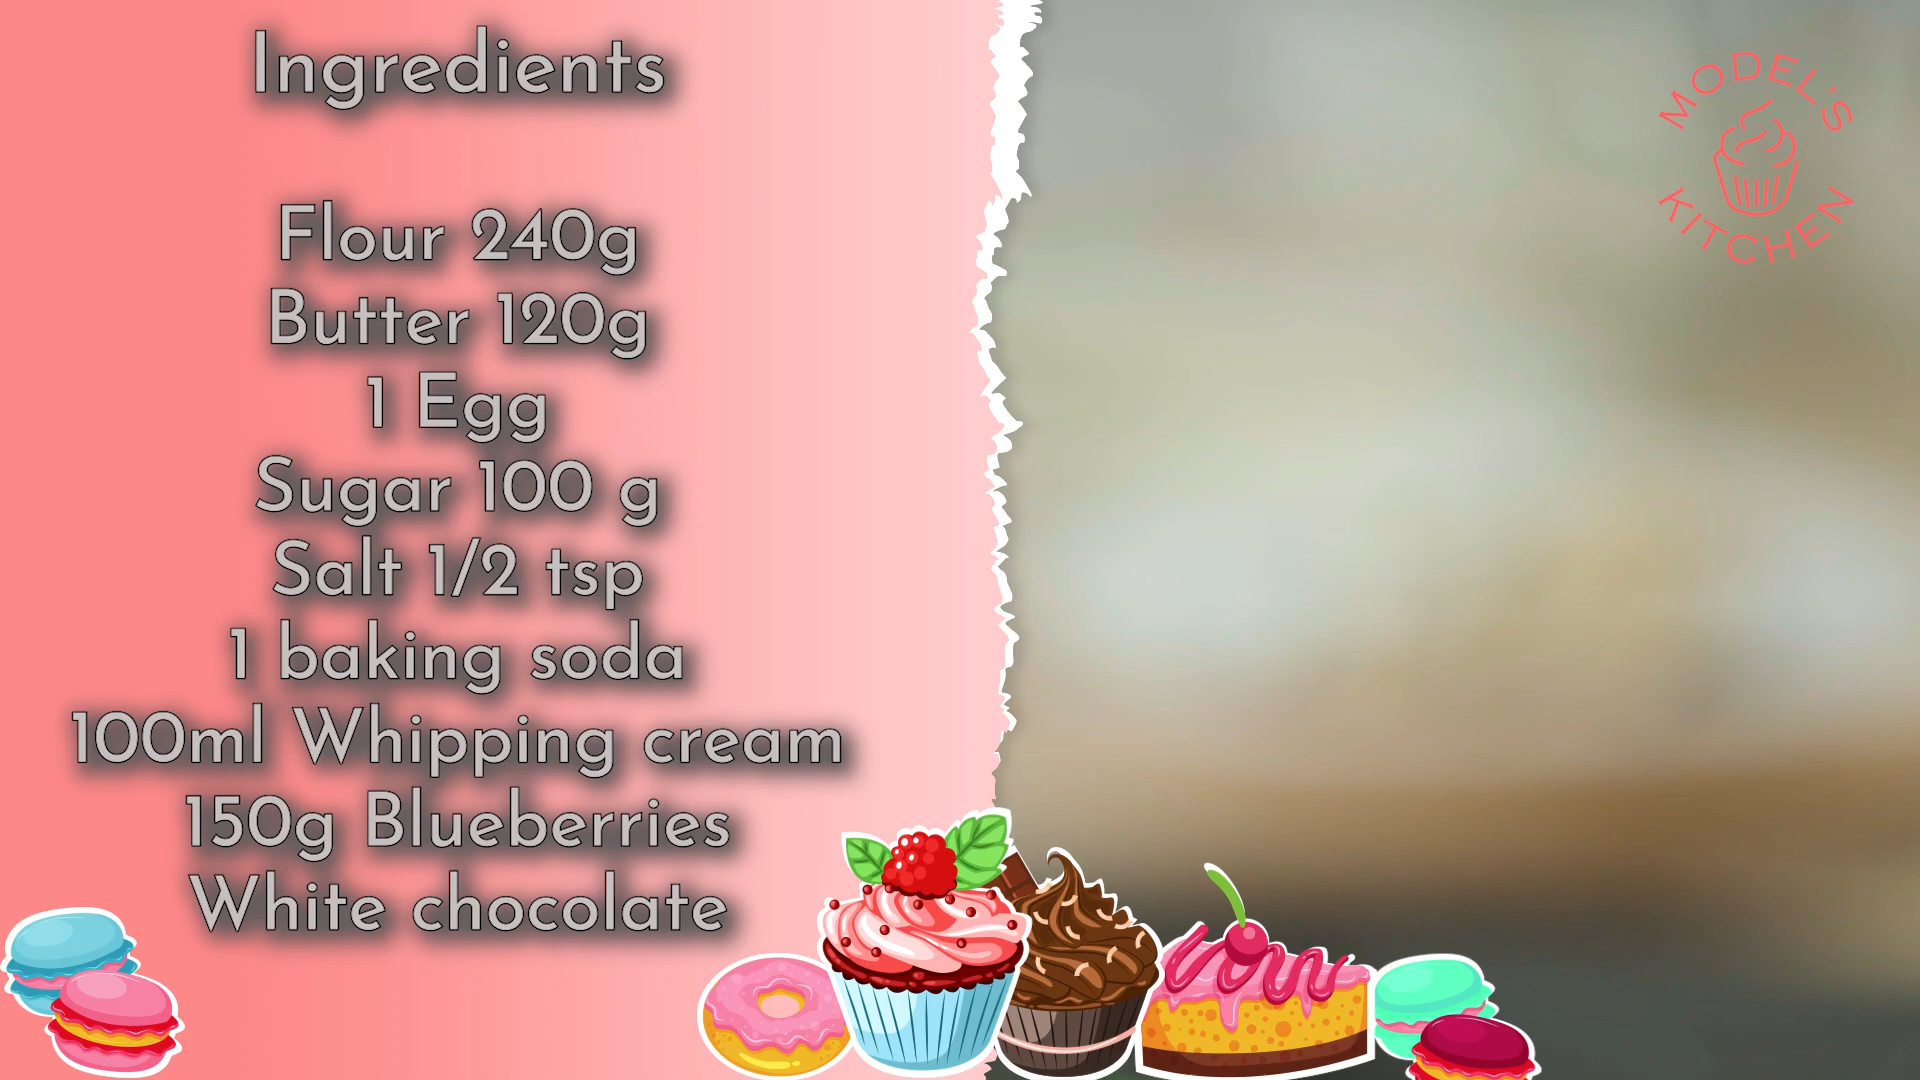 Ingredients
Flour 240g
Butter 120g
1 Egg
Sugar 100 g
Salt 1/2 tsp
1 baking soda
100ml Whipping cream
150g Blueberries
White chocolate
MODEL'S
KITCHEN